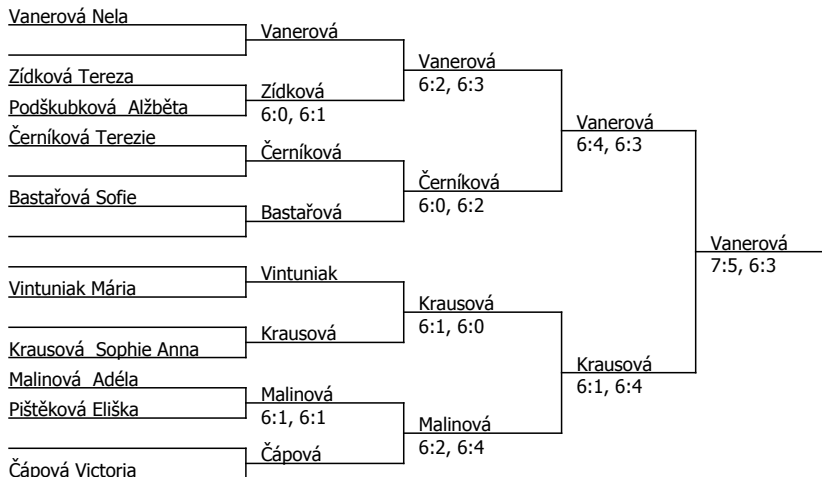 Vanerová Nela
Vanerová
Vanerová
6:2, 6:3
Zídková Tereza
Zídková
6:0, 6:1
Podškubková Alžběta
Vanerová
6:4, 6:3
Černíková Terezie
Černíková
Černíková
6:0, 6:2
Bastařová Sofie
Bastařová
Vanerová
7:5, 6:3
Vintuniak
Vintuniak Mária
Krausová
6:1, 6:0
Krausová
Krausová Sophie Anna
Krausová
6:1, 6:4
Malinová Adéla
Malinová
6:1, 6:1
Pištěková Eliška
Malinová
6:2, 6:4
Čápová
Čápová Victoria